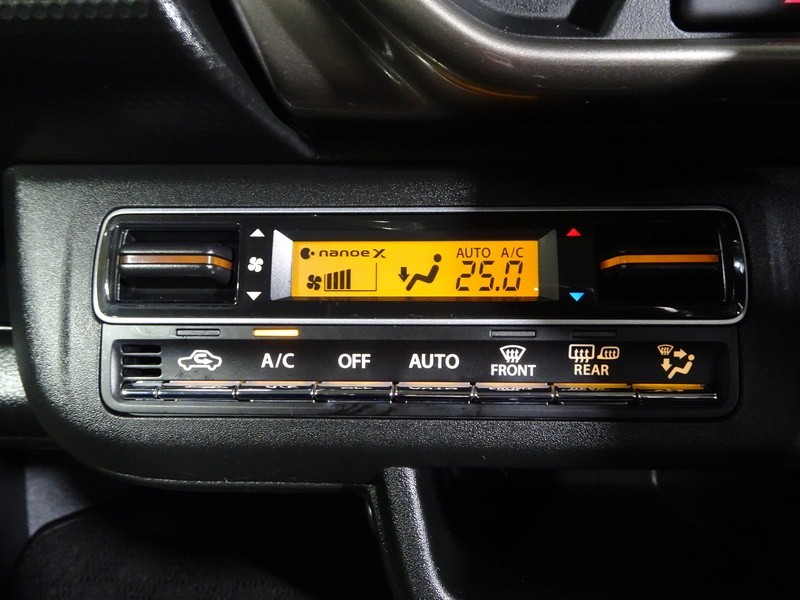 nanoe X
AUTO A/C
25.0
A/C OFF AUTO FRONT REAR